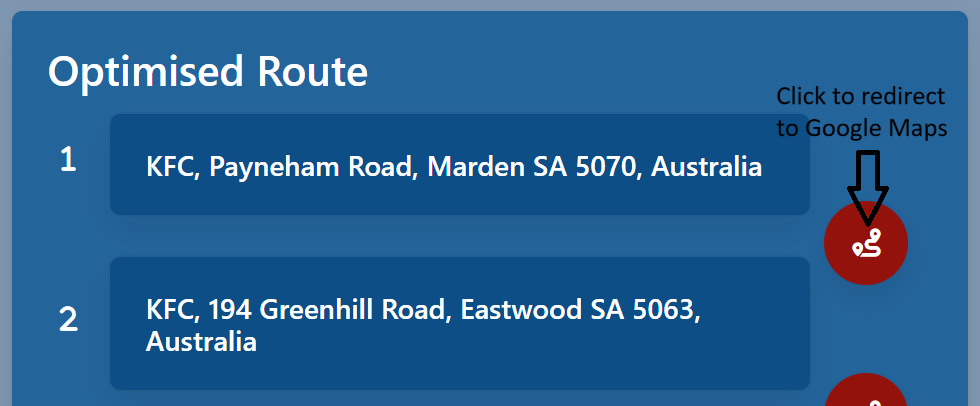 Optimised Route
Click to redirect
to Google Maps
1
KFC, Payneham Road, Marden SA 5070, Australia
2
KFC, 194 Greenhill Road, Eastwood SA 5063,
Australia